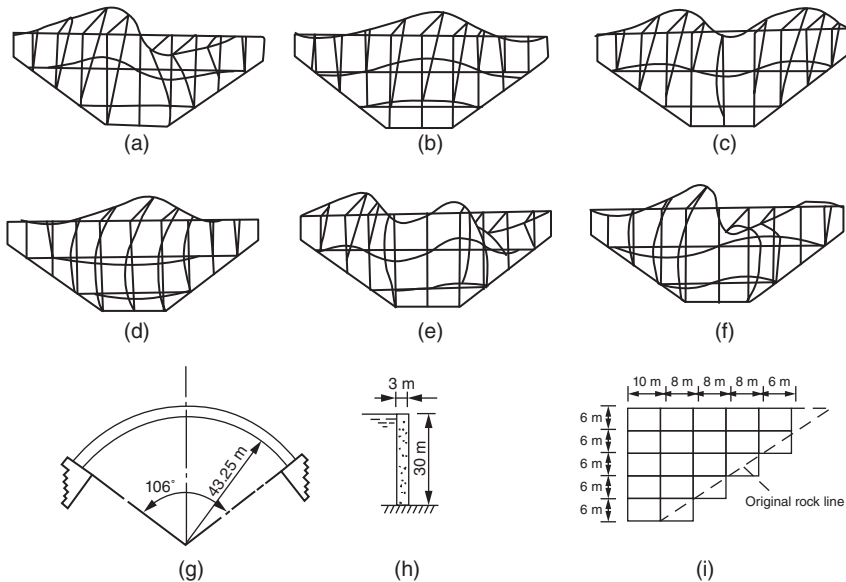 (a)
(b)
(c)
(d)
(e)
(f)
106°
43.25 m
(g)
3 m
30 m
(h)
10 m 8 m 8 m 8 m 6 m
6 m
6 m
6 m
6 m
6 m
Original rock line
(i)